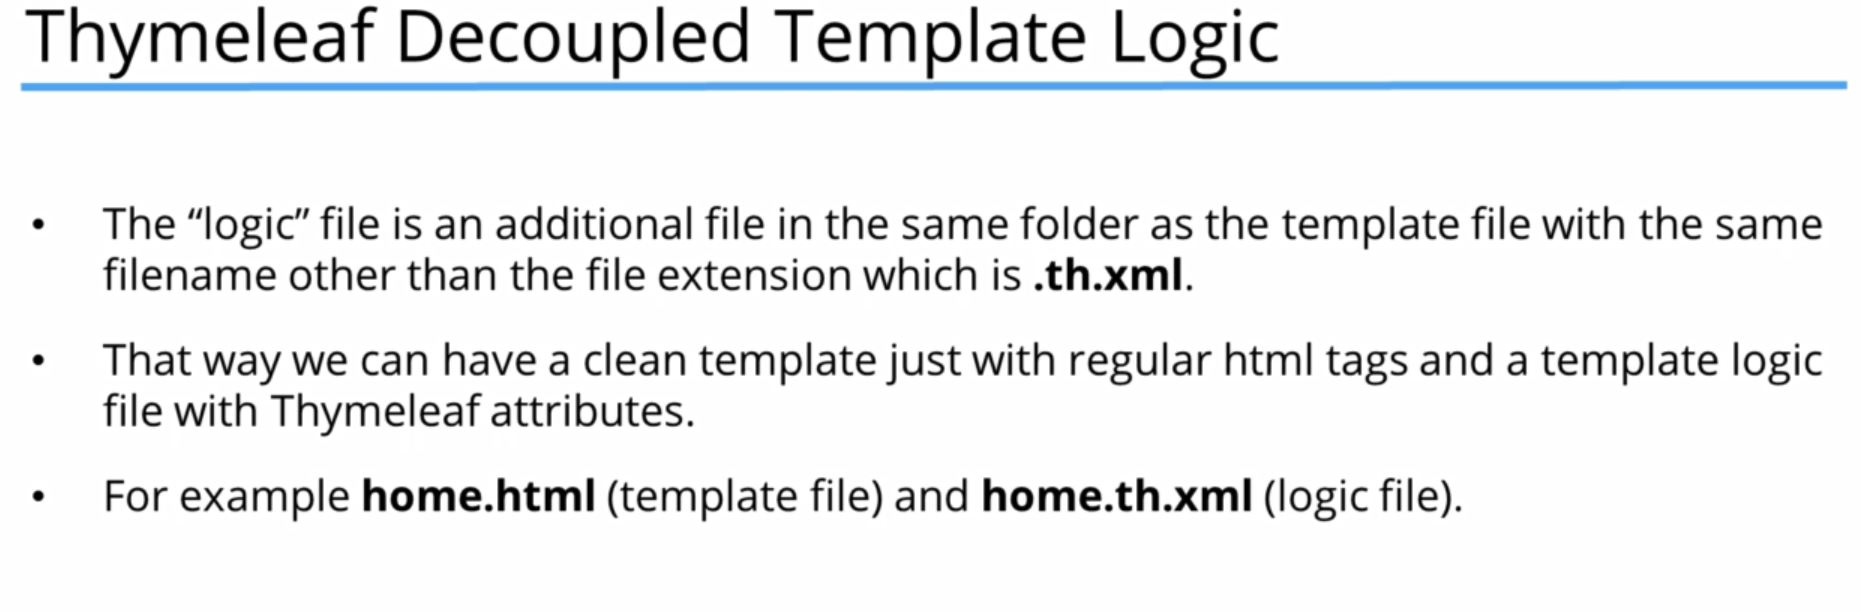 Thymeleaf Decoupled Template Logic
• The “logic” file is an additional file in the same folder as the template file with the same
filename other than the file extension which is .th.xml.
• That way we can have a clean template just with regular html tags and a template logic
file with Thymeleaf attributes.
• For example home.html (template file) and home.th.xml (logic file).